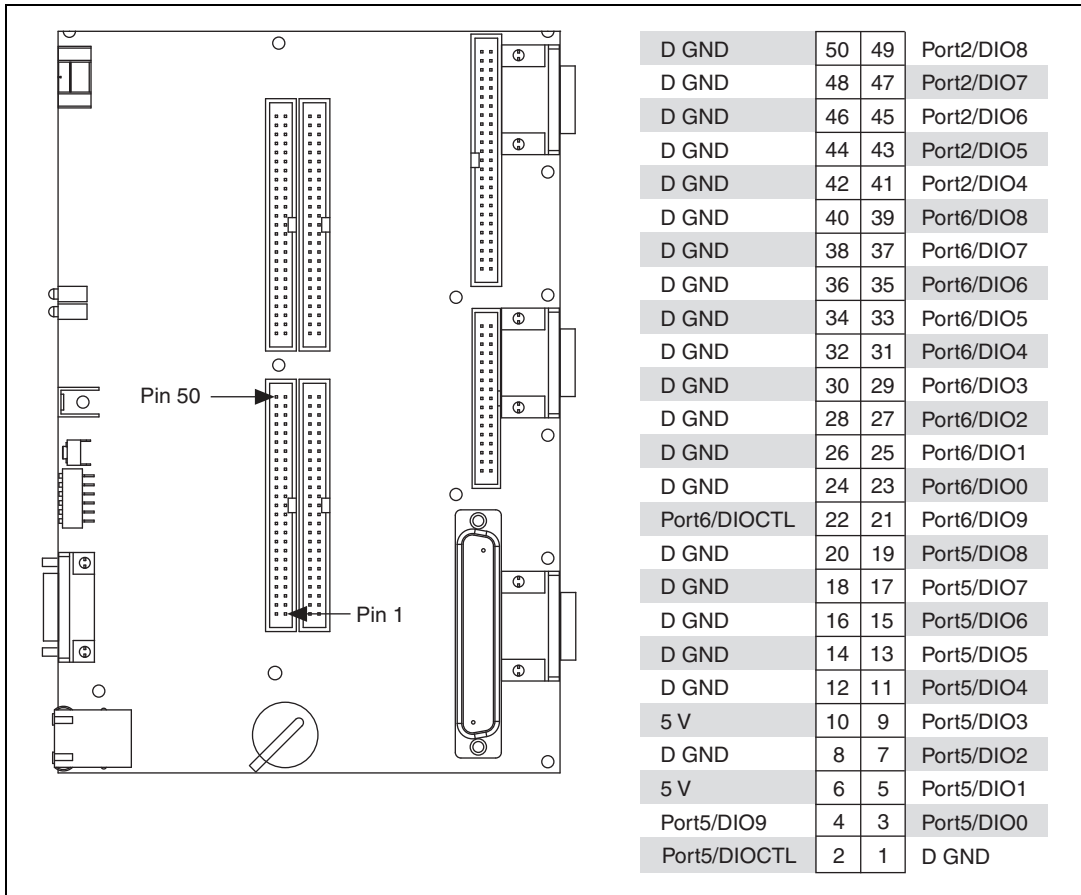 D GND 50 49 Port2/DIO8
D GND 48 47 Port2/DIO7
D GND 46 45 Port2/DIO6
D GND 44 43 Port2/DIO5
D GND 42 41 Port2/DIO4
D GND 40 39 Port6/DIO8
D GND 38 37 Port6/DIO7
D GND 36 35 Port6/DIO6
D GND 34 33 Port6/DIO5
D GND 32 31 Port6/DIO4
D GND 30 29 Port6/DIO3
D GND 28 27 Port6/DIO2
D GND 26 25 Port6/DIO1
D GND 24 23 Port6/DIO0
Port6/DIOCTL 22 21 Port6/DIO9
D GND 20 19 Port5/DIO8
D GND 18 17 Port5/DIO7
D GND 16 15 Port5/DIO6
D GND 14 13 Port5/DIO5
D GND 12 11 Port5/DIO4
5 V 10 9 Port5/DIO3
D GND 8 7 Port5/DIO2
5 V 6 5 Port5/DIO1
Port5/DIO9 4 3 Port5/DIO0
Port5/DIOCTL 2 1 D GND
Pin 50
Pin 1